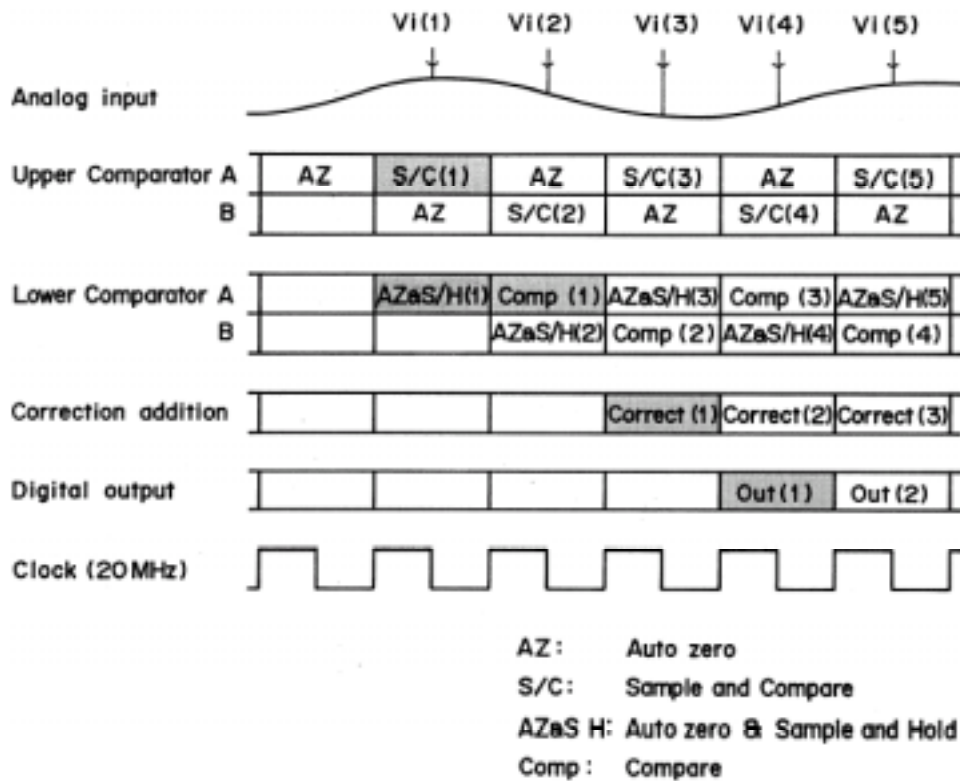 Vi(1) Vi(2) Vi(3) Vi(4) Vi(5)
Analog input
Upper Comparator A AZ S/C(1) AZ S/C(3) AZ S/C(5)
B AZ S/C(2) AZ S/C(4) AZ
Lower Comparator A AZ&S/H(1) Comp (1) AZ&S/H(3) Comp (3) AZ&S/H(5)
B AZ&S/H(2) Comp (2) AZ&S/H(4) Comp (4)
Correction addition Correct (1) Correct(2) Correct(3)
Digital output Out(1) Out(2)
Clock (20MHz)
AZ: Auto zero
S/C: Sample and Compare
AZ&S H: Auto zero & Sample and Hold
Comp: Compare